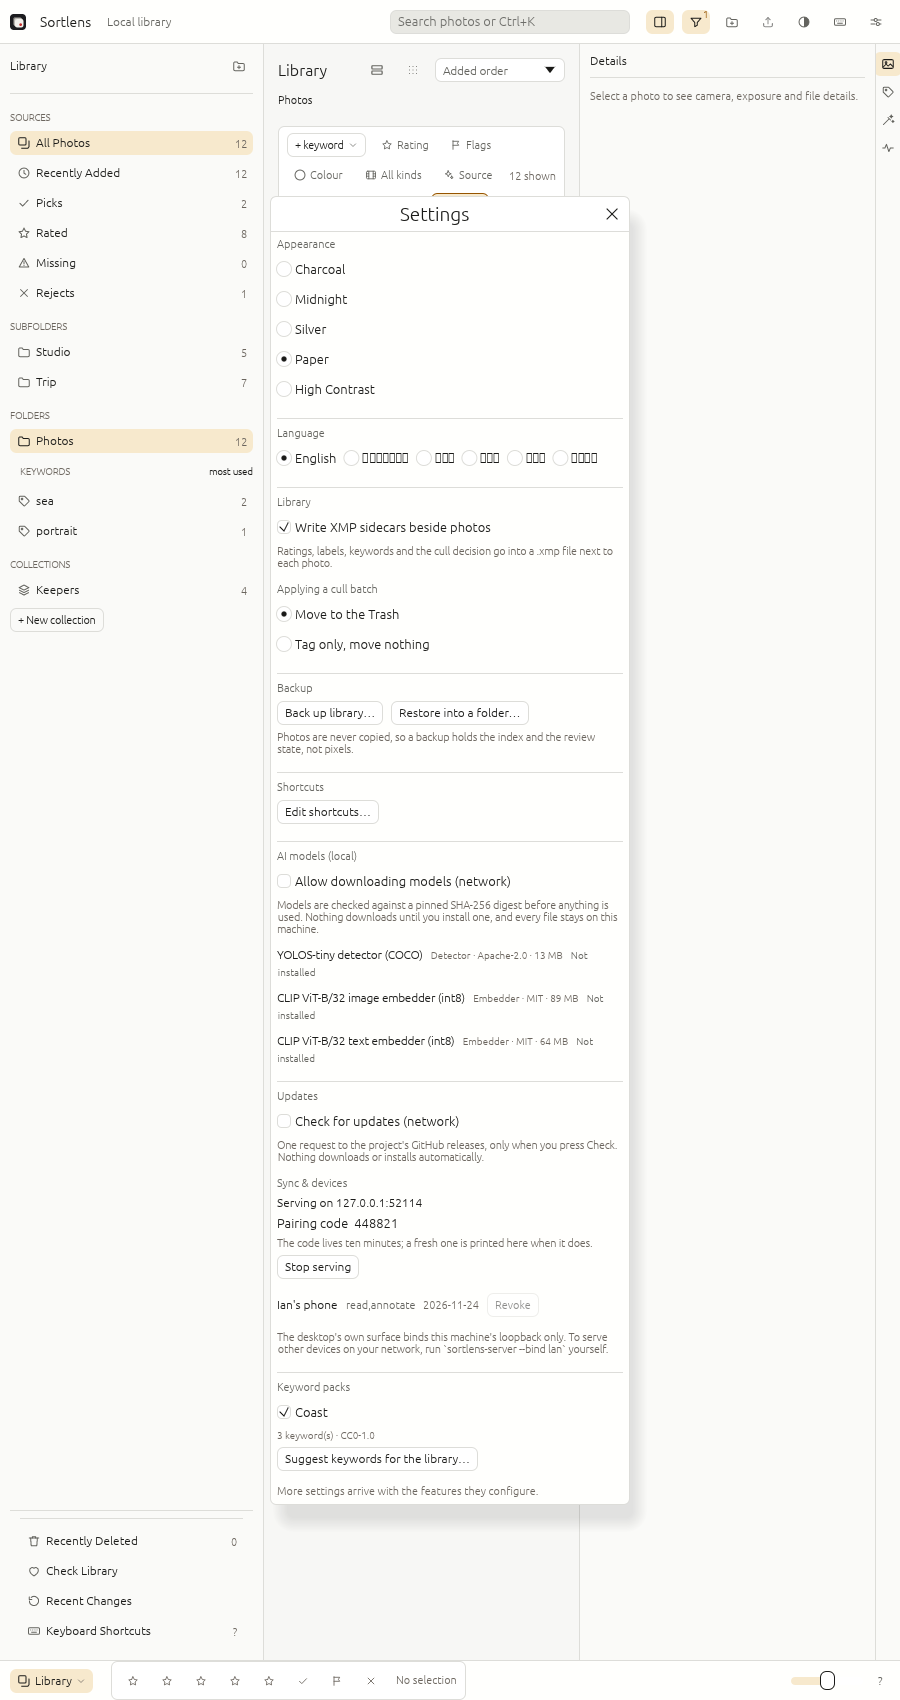 Sortlens
Local library
Search photos or Ctrl+K
1
Library
SOURCES
All Photos 12
Recently Added 12
Picks 2
Rated 8
Missing 0
Rejects 1
SUBFOLDERS
Studio 5
Trip 7
FOLDERS
Photos 12
KEYWORDS most used
sea 2
portrait 1
COLLECTIONS
Keepers 4
+ New collection
Recently Deleted 0
Check Library
Recent Changes
Keyboard Shortcuts ?
Library
Added order
Photos
+ keyword
Rating
Flags
Colour
All kinds
Source
12 shown
Settings
Appearance
Charcoal
Midnight
Silver
Paper
High Contrast
Language
English
Library
Write XMP sidecars beside photos
Ratings, labels, keywords and the cull decision go into a .xmp file next to
each photo.
Applying a cull batch
Move to the Trash
Tag only, move nothing
Backup
Back up library…
Restore into a folder…
Photos are never copied, so a backup holds the index and the review
state, not pixels.
Shortcuts
Edit shortcuts…
AI models (local)
Allow downloading models (network)
Models are checked against a pinned SHA-256 digest before anything is
used. Nothing downloads until you install one, and every file stays on this
machine.
YOLOS-tiny detector (COCO) Detector · Apache-2.0 · 13 MB Not
installed
CLIP ViT-B/32 image embedder (int8) Embedder · MIT · 89 MB Not
installed
CLIP ViT-B/32 text embedder (int8) Embedder · MIT · 64 MB Not
installed
Updates
Check for updates (network)
One request to the project's GitHub releases, only when you press Check.
Nothing downloads or installs automatically.
Sync & devices
Serving on 127.0.0.1:52114
Pairing code 448821
The code lives ten minutes; a fresh one is printed here when it does.
Stop serving
Ian's phone read,annotate 2026-11-24 Revoke
The desktop's own surface binds this machine's loopback only. To serve
other devices on your network, run `sortlens-server --bind lan` yourself.
Keyword packs
Coast
3 keyword(s) · CC0-1.0
Suggest keywords for the library…
More settings arrive with the features they configure.
Details
Select a photo to see camera, exposure and file details.
Library
No selection
?